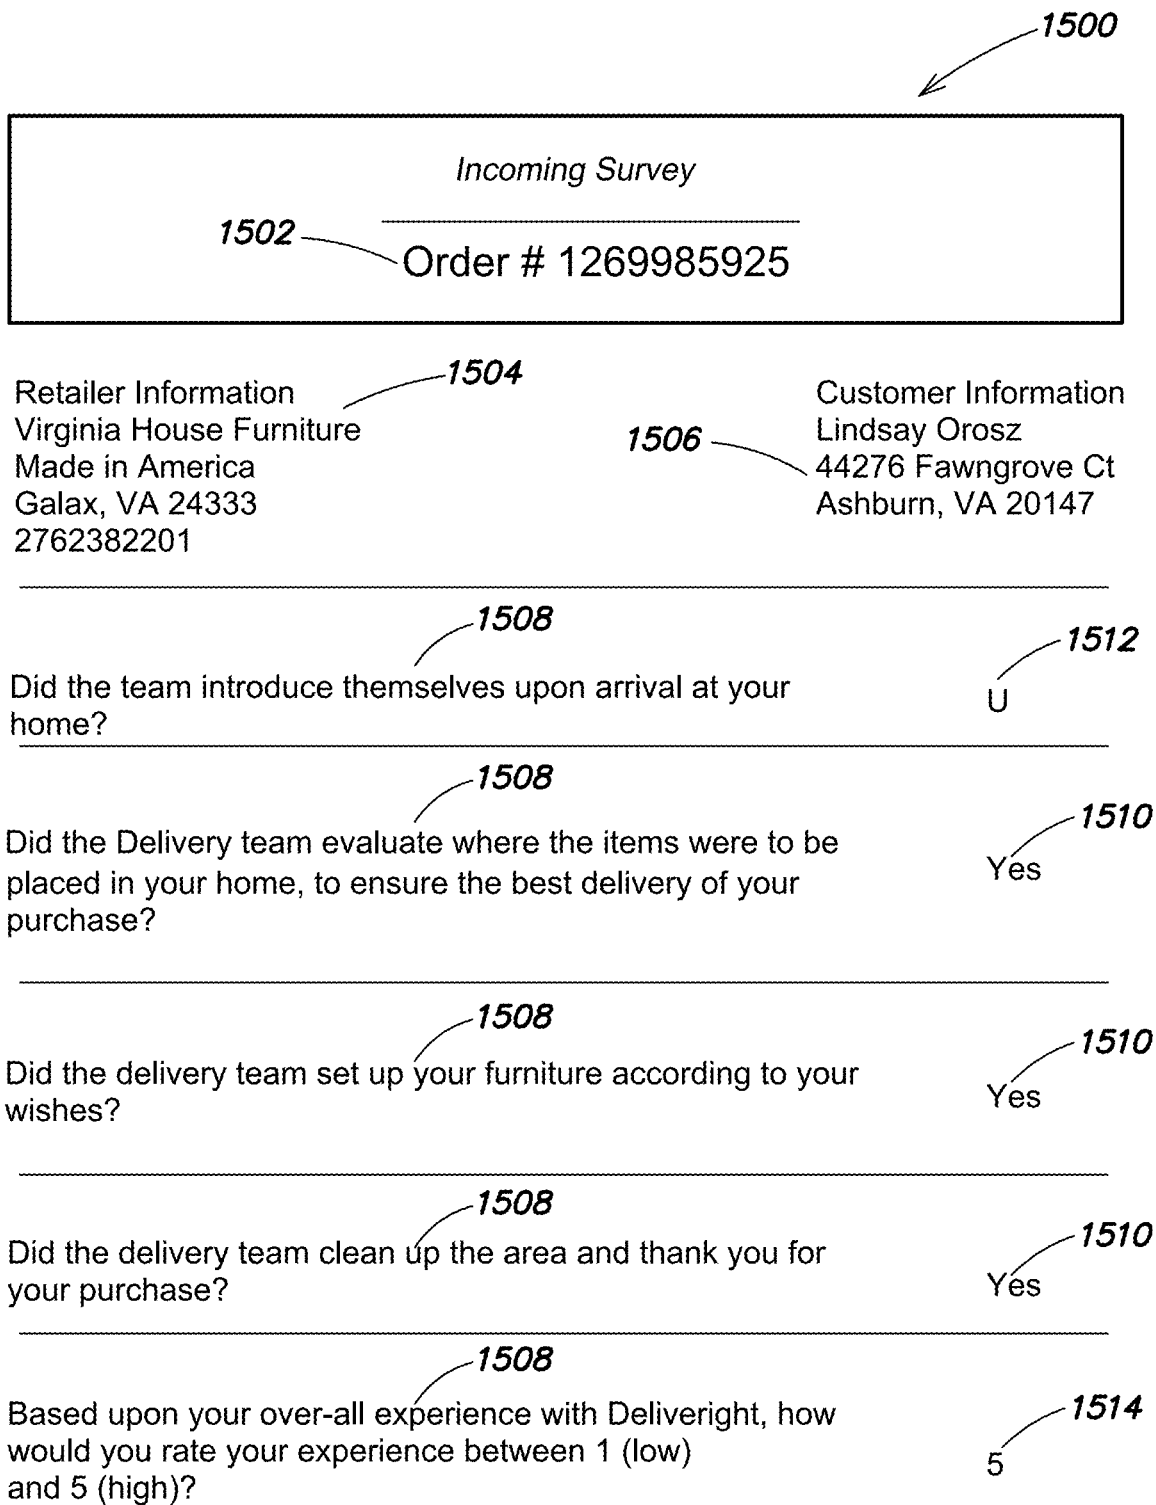 1500
Incoming Survey
1502
Order # 1269985925
1504
Retailer Information
Virginia House Furniture
Made in America
Galax, VA 24333
2762382201
Customer Information
1506
Lindsay Orosz
44276 Fawngrove Ct
Ashburn, VA 20147
1508
1512
Did the team introduce themselves upon arrival at your
home?
U
1508
1510
Did the Delivery team evaluate where the items were to be
placed in your home, to ensure the best delivery of your
purchase?
Yes
1508
1510
Did the delivery team set up your furniture according to your
wishes?
Yes
1508
1510
Did the delivery team clean up the area and thank you for
your purchase?
Yes
1508
1514
Based upon your over-all experience with Deliveright, how
would you rate your experience between 1 (low)
and 5 (high)?
5